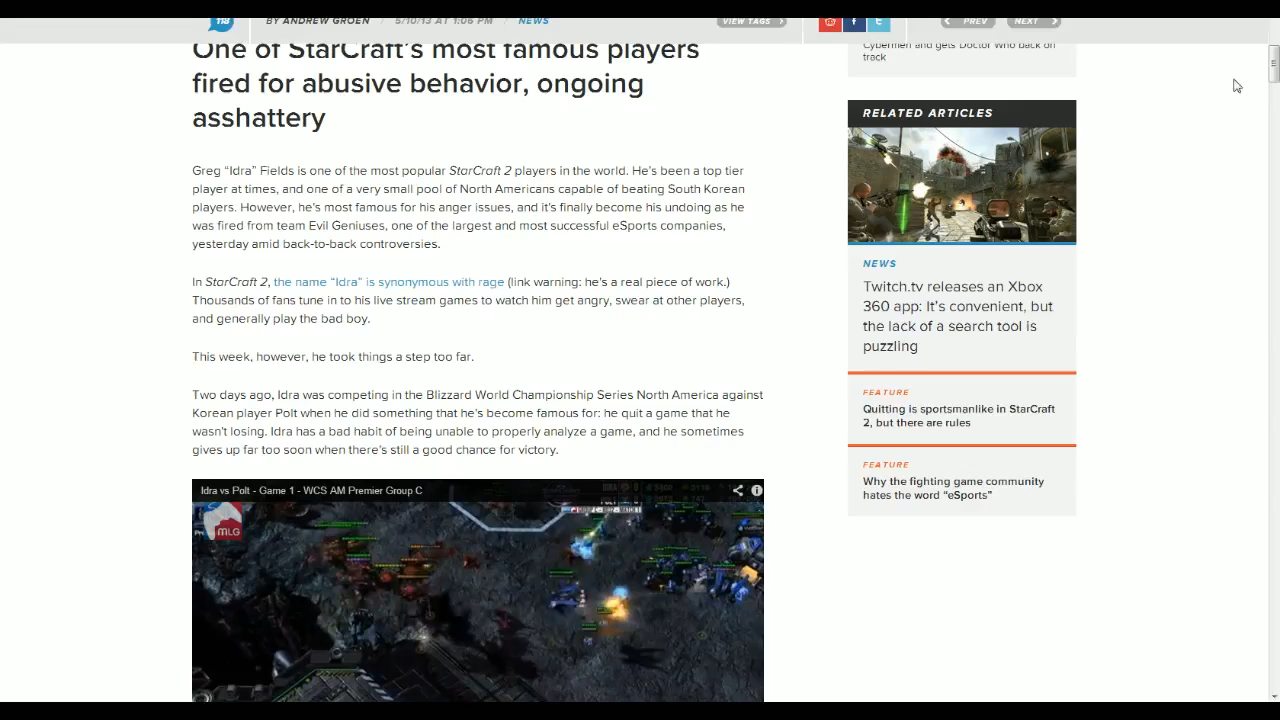 118
BY ANDREW GROEN / 5/10/13 AT 1:06 PM / NEWS
VIEW TAGS
PREV
NEXT
One of StarCraft's most famous players
fired for abusive behavior, ongoing
asshattery
Greg “Idra” Fields is one of the most popular StarCraft 2 players in the world. He's been a top tier
player at times, and one of a very small pool of North Americans capable of beating South Korean
players. However, he's most famous for his anger issues, and it's finally become his undoing as he
was fired from team Evil Geniuses, one of the largest and most successful eSports companies,
yesterday amid back-to-back controversies.
In StarCraft 2, the name “Idra” is synonymous with rage (link warning: he's a real piece of work.)
Thousands of fans tune in to his live stream games to watch him get angry, swear at other players,
and generally play the bad boy.
This week, however, he took things a step too far.
Two days ago, Idra was competing in the Blizzard World Championship Series North America against
Korean player Polt when he did something that he's become famous for: he quit a game that he
wasn't losing. Idra has a bad habit of being unable to properly analyze a game, and he sometimes
gives up far too soon when there's still a good chance for victory.
Idra vs Polt - Game 1 - WCS AM Premier Group C
MLG
Cybermen and gets Doctor Who back on
track
RELATED ARTICLES
NEWS
Twitch.tv releases an Xbox
360 app: It's convenient, but
the lack of a search tool is
puzzling
FEATURE
Quitting is sportsmanlike in StarCraft
2, but there are rules
FEATURE
Why the fighting game community
hates the word “eSports”